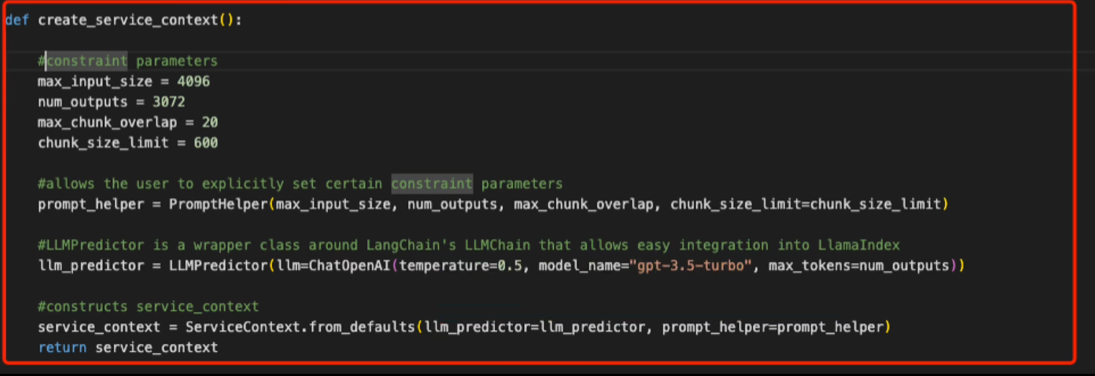 def create_service_context():
#constraint parameters
max_input_size = 4096
num_outputs = 3072
max_chunk_overlap = 20
chunk_size_limit = 600
#allows the user to explicitly set certain constraint parameters
prompt_helper = PromptHelper(max_input_size, num_outputs, max_chunk_overlap, chunk_size_limit=chunk_size_limit)
#LLMPredictor is a wrapper class around LangChain's LLMChain that allows easy integration into LlamaIndex
llm_predictor = LLMPredictor(llm=ChatOpenAI(temperature=0.5, model_name="gpt-3.5-turbo", max_tokens=num_outputs))
#constructs service_context
service_context = ServiceContext.from_defaults(llm_predictor=llm_predictor, prompt_helper=prompt_helper)
return service_context